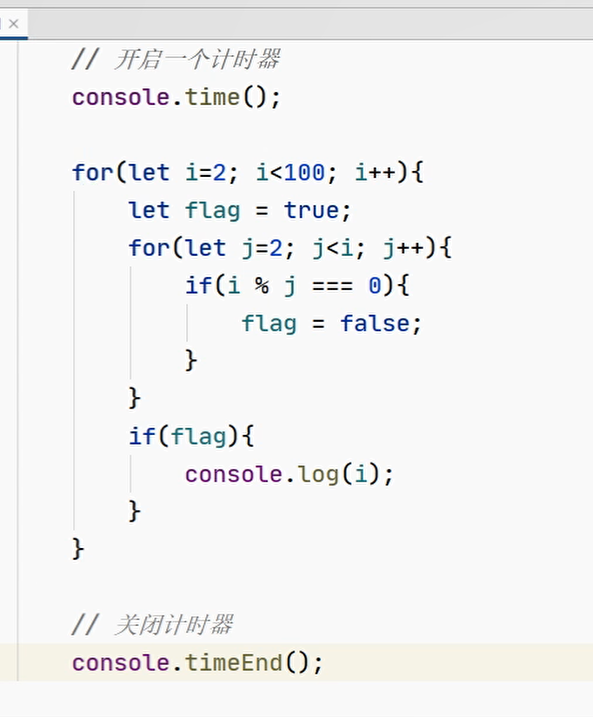 // 开启一个计时器
console.time();
for(let i=2; i<100; i++){
let flag = true;
for(let j=2; j<i; j++){
if(i % j === 0){
flag = false;
}
}
if(flag){
console.log(i);
}
}
// 关闭计时器
console.timeEnd();